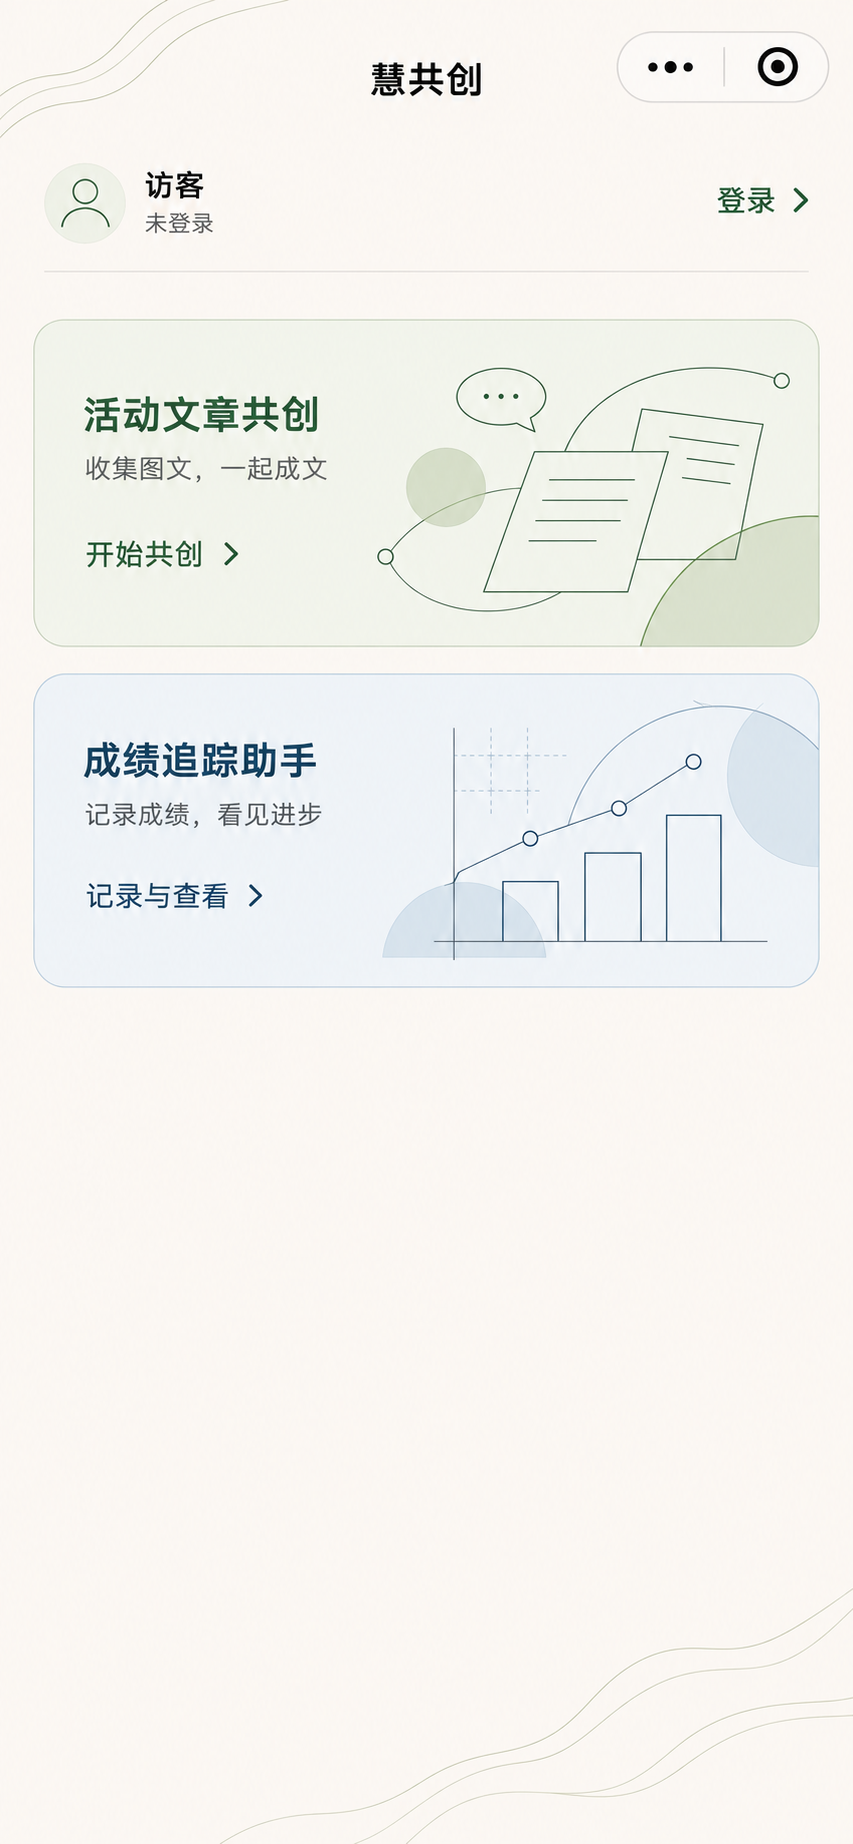 慧共创
访客
未登录
登录
活动文章共创
收集图文，一起成文
开始共创
成绩追踪助手
记录成绩，看见进步
记录与查看